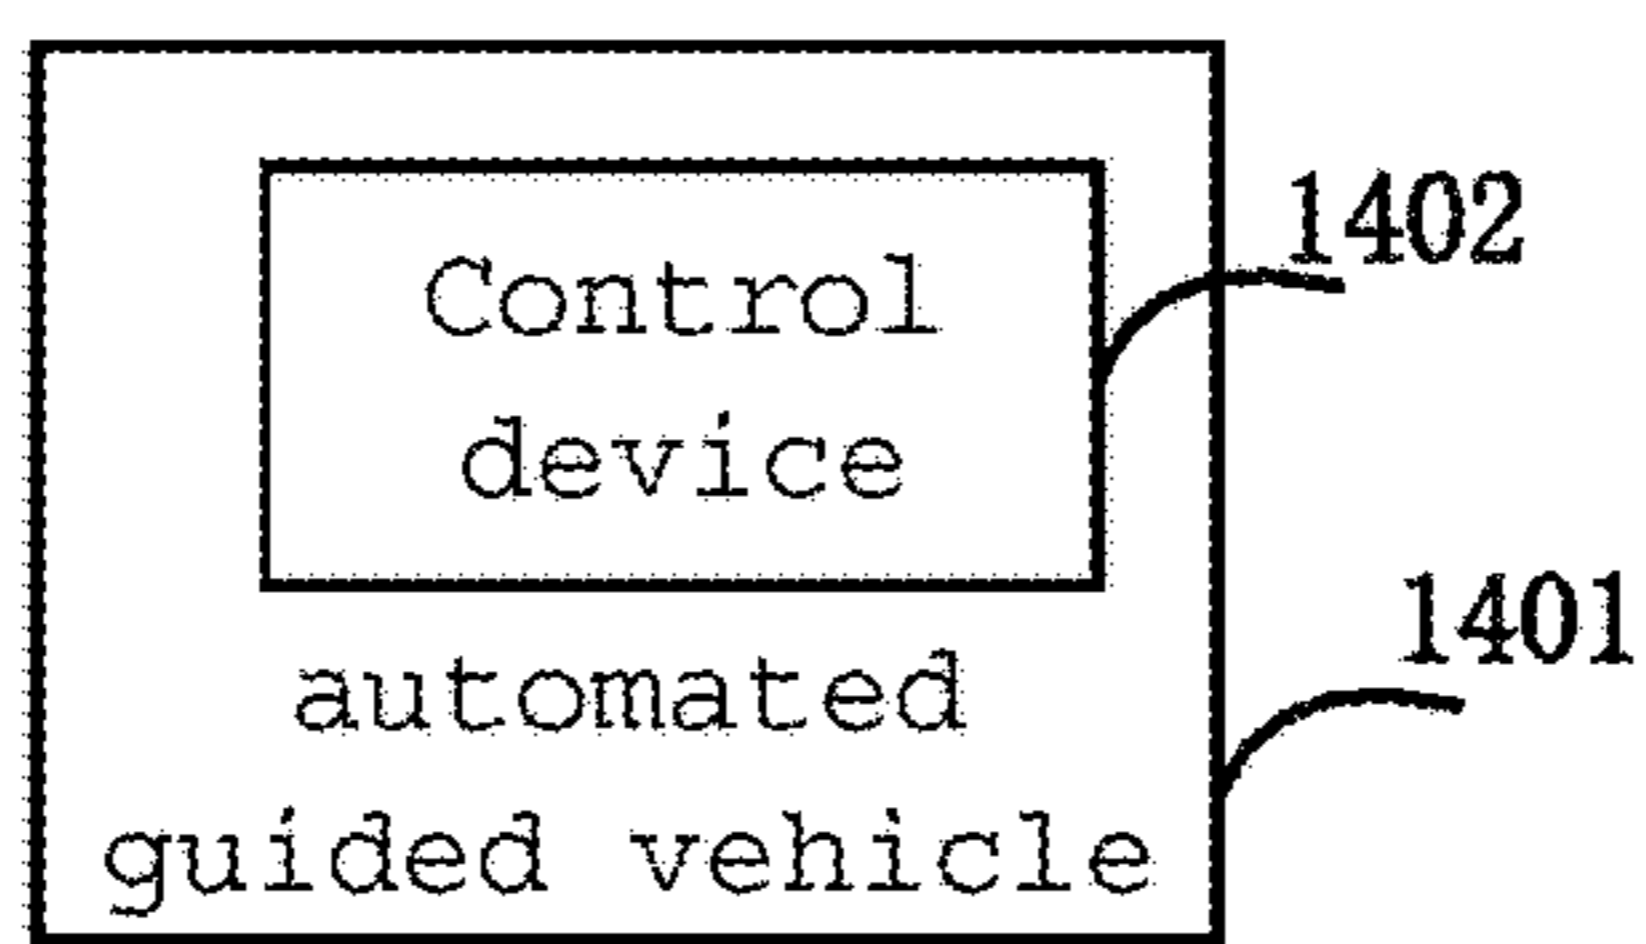 1402
Control
device
1401
automated
guided vehicle